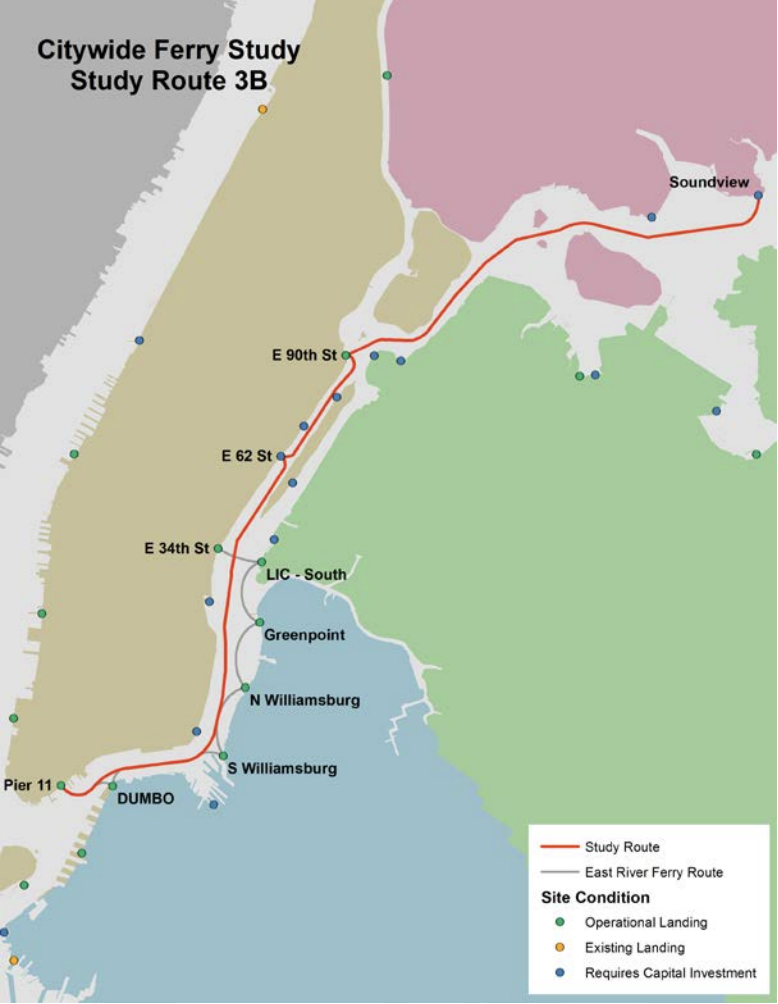 Citywide Ferry Study
Study Route 3B
Soundview
E 90th St
E 62 St
E 34th St
LIC - South
Greenpoint
N Williamsburg
S Williamsburg
Pier 11
DUMBO
Study Route
East River Ferry Route
Site Condition
Operational Landing
Existing Landing
Requires Capital Investment